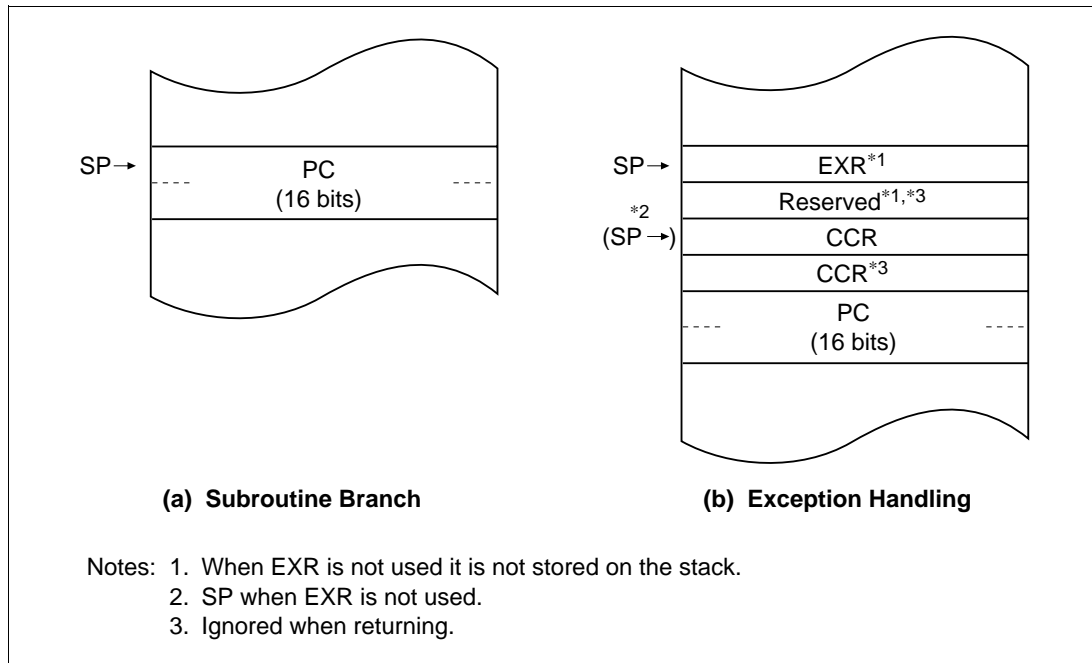 SP→
PC
(16 bits)
(a) Subroutine Branch
SP→
*2
(SP→)
EXR*1
Reserved*1,*3
CCR
CCR*3
PC
(16 bits)
(b) Exception Handling
Notes: 1. When EXR is not used it is not stored on the stack.
2. SP when EXR is not used.
3. Ignored when returning.